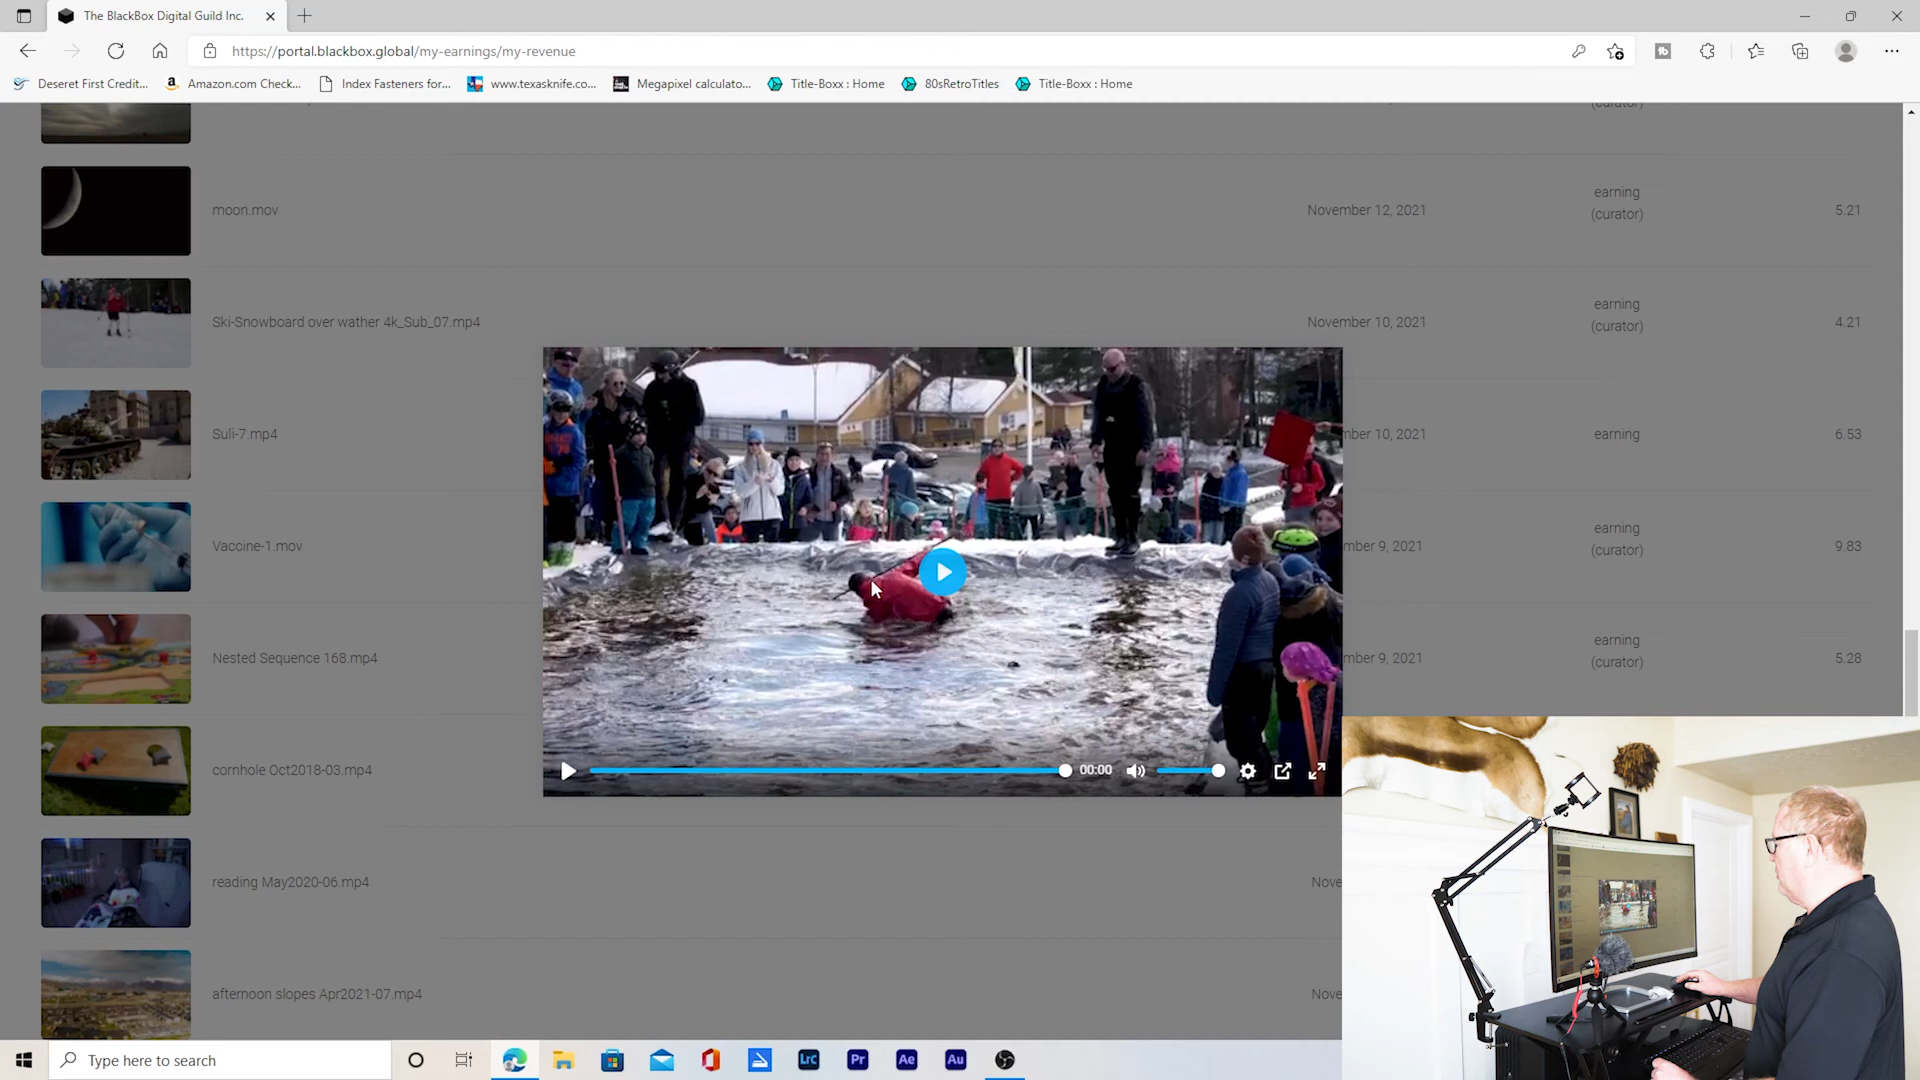 The BlackBox Digital Guild Inc.
https://portal.blackbox.global/my-earnings/my-revenue
Deseret First Credit...
Amazon.com Check...
Index Fasteners for...
www.texasknife.co...
Megapixel calculato...
Title-Boxx : Home
80sRetroTitles
Title-Boxx : Home
(curator)
moon.mov
November 12, 2021
earning
(curator)
5.21
Ski-Snowboard over wather 4k_Sub_07.mp4
November 10, 2021
earning
(curator)
4.21
Suli-7.mp4
mber 10, 2021
earning
6.53
Vaccine-1.mov
mber 9, 2021
earning
(curator)
9.83
Nested Sequence 168.mp4
mber 9, 2021
earning
(curator)
5.28
cornhole Oct2018-03.mp4
00:00
reading May2020-06.mp4
Nove
afternoon slopes Apr2021-07.mp4
Nove
Type here to search
Lrc
Pr
Ae
Au